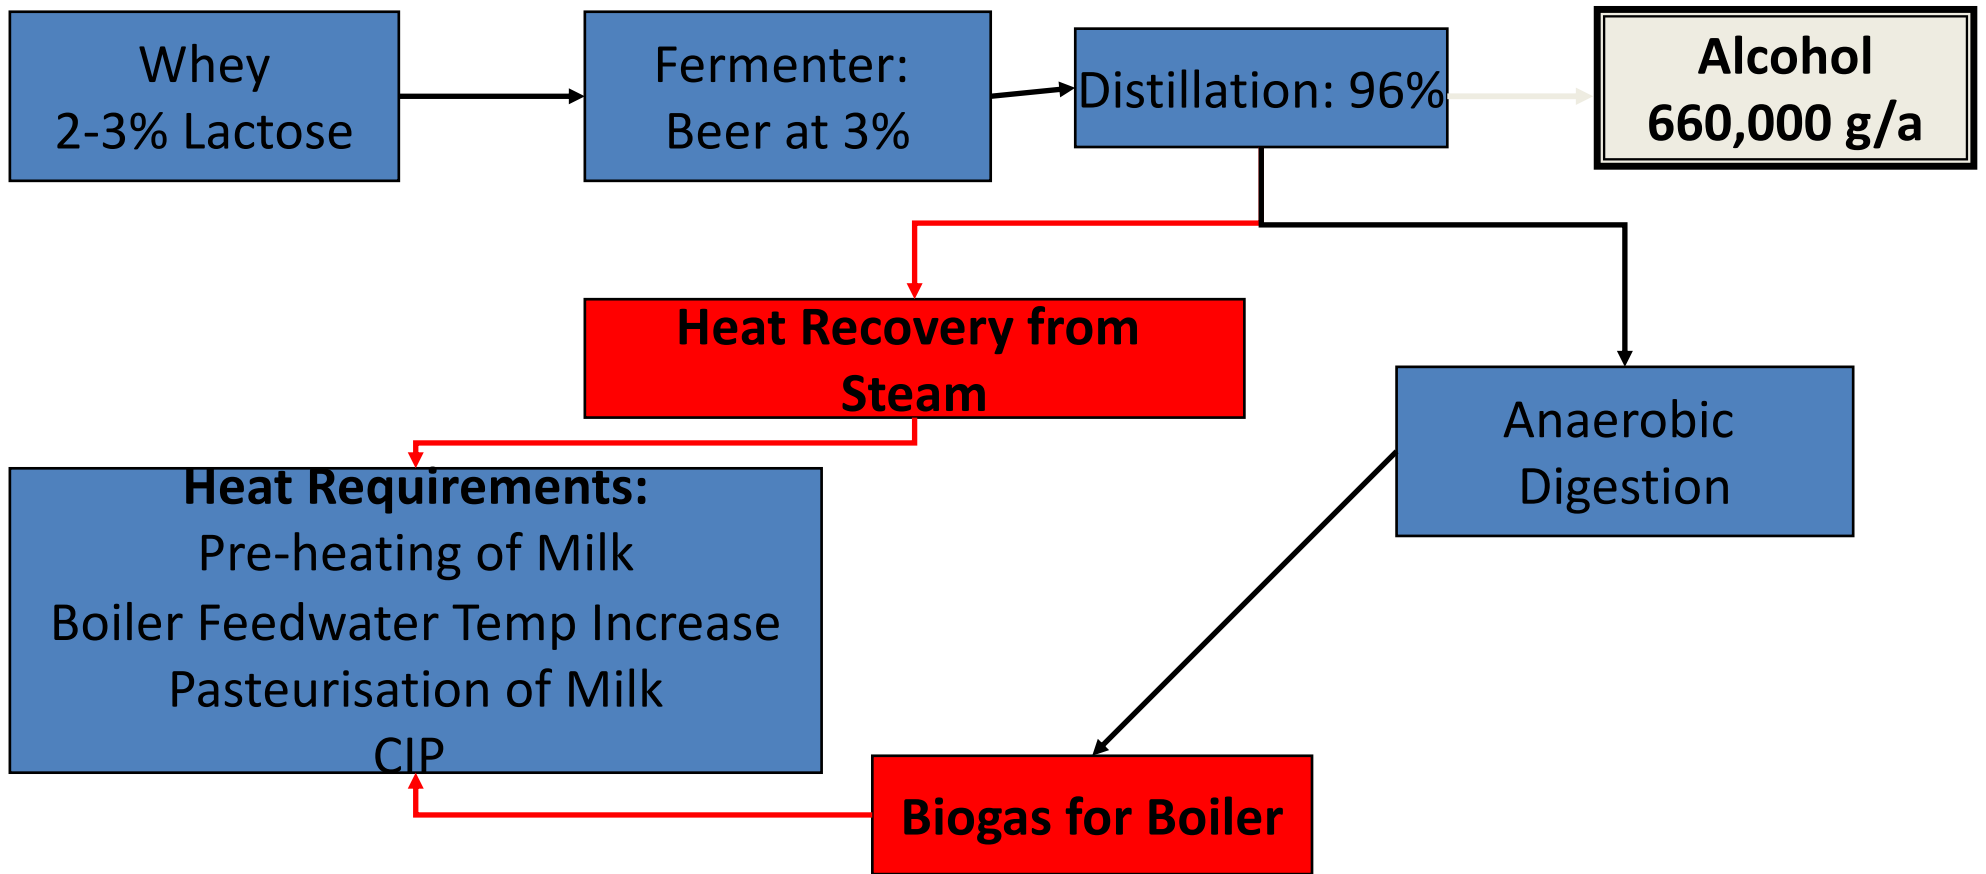 Whey
2-3% Lactose
Fermenter:
Beer at 3%
Distillation: 96%
Alcohol
660,000 g/a
Heat Recovery from
Steam
Anaerobic
Digestion
Heat Requirements:
Pre-heating of Milk
Boiler Feedwater Temp Increase
Pasteurisation of Milk
CIP
Biogas for Boiler